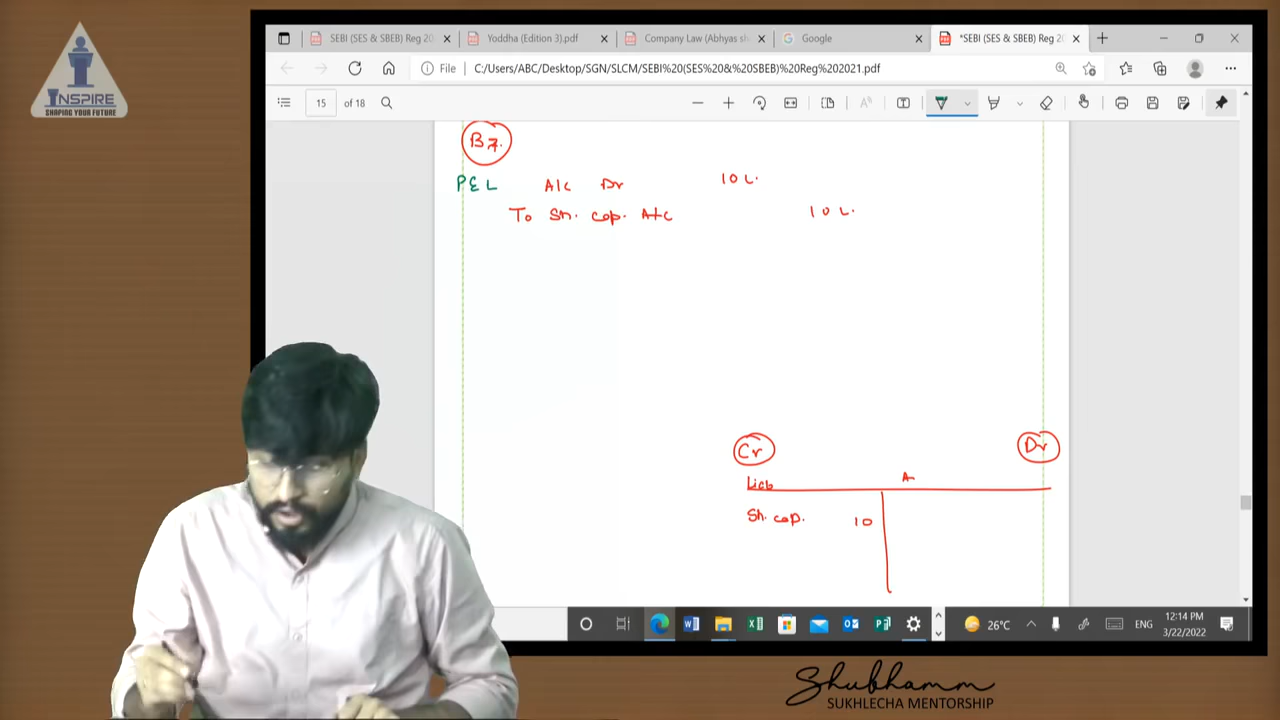 SEBI (SES & SBEB) Reg 20
Yoddha (Edition 3).pdf
Company Law (Abhyas sh
Google
*SEBI (SES & SBEB) Reg 20
File
C:/Users/ABC/Desktop/SGN/SLCM/SEBI%20(SES%20&%20SBEB)%20Reg%202021.pdf
15 of 18
INSPIRE
SHAPING YOUR FUTURE
P&L A/c Dr 10 L.
To Sh. cap. A/c 10 L.
Cr Dr
Liab A
Sh. cap. 10
26°C
ENG
12:14 PM
3/22/2022
Shubhamm
SUKHLECHA MENTORSHIP